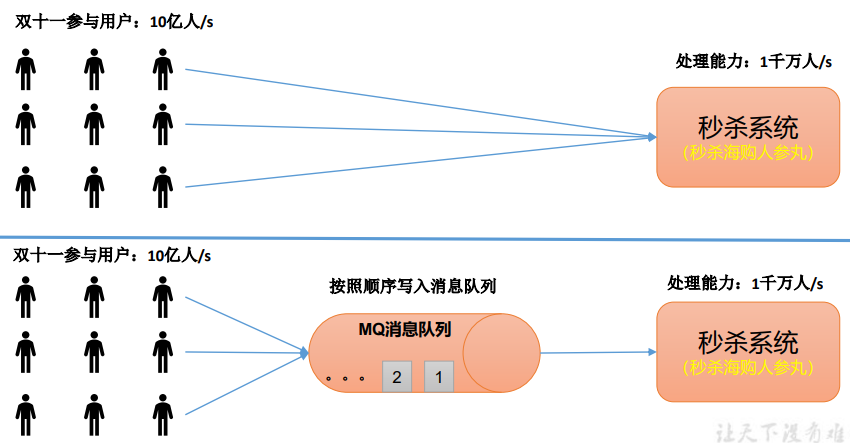 双十一参与用户：10亿人/s
处理能力：1千万人/s
秒杀系统
（秒杀海购人参丸）
双十一参与用户：10亿人/s
按照顺序写入消息队列
处理能力：1千万人/s
MQ消息队列
。。。 2 1
秒杀系统
（秒杀海购人参丸）
让天下没有难